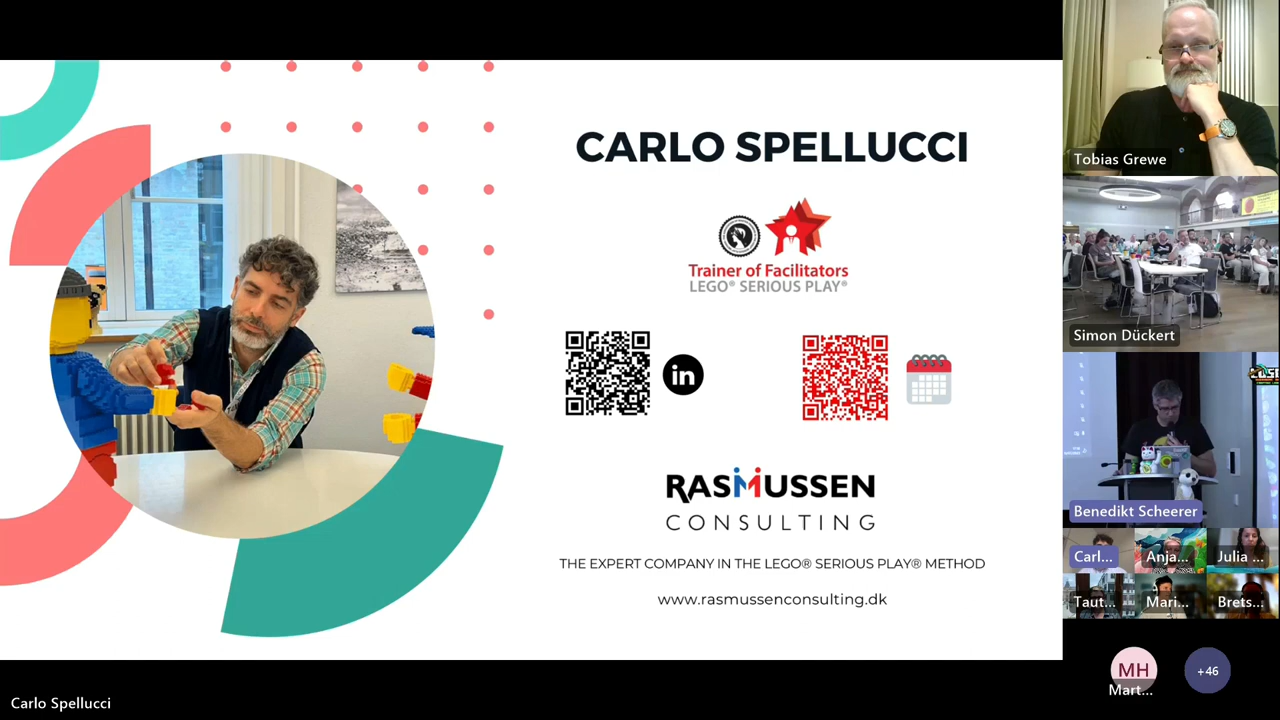 CARLO SPELLUCCI
Trainer of Facilitators
LEGO® SERIOUS PLAY®
in
RASMUSSEN
CONSULTING
THE EXPERT COMPANY IN THE LEGO® SERIOUS PLAY® METHOD
www.rasmussenconsulting.dk
Carlo Spellucci
Tobias Grewe
Simon Dückert
Benedikt Scheerer
Carl...
Anja...
Julia ...
Taut...
Mari...
Brets...
MH
Mart...
+46